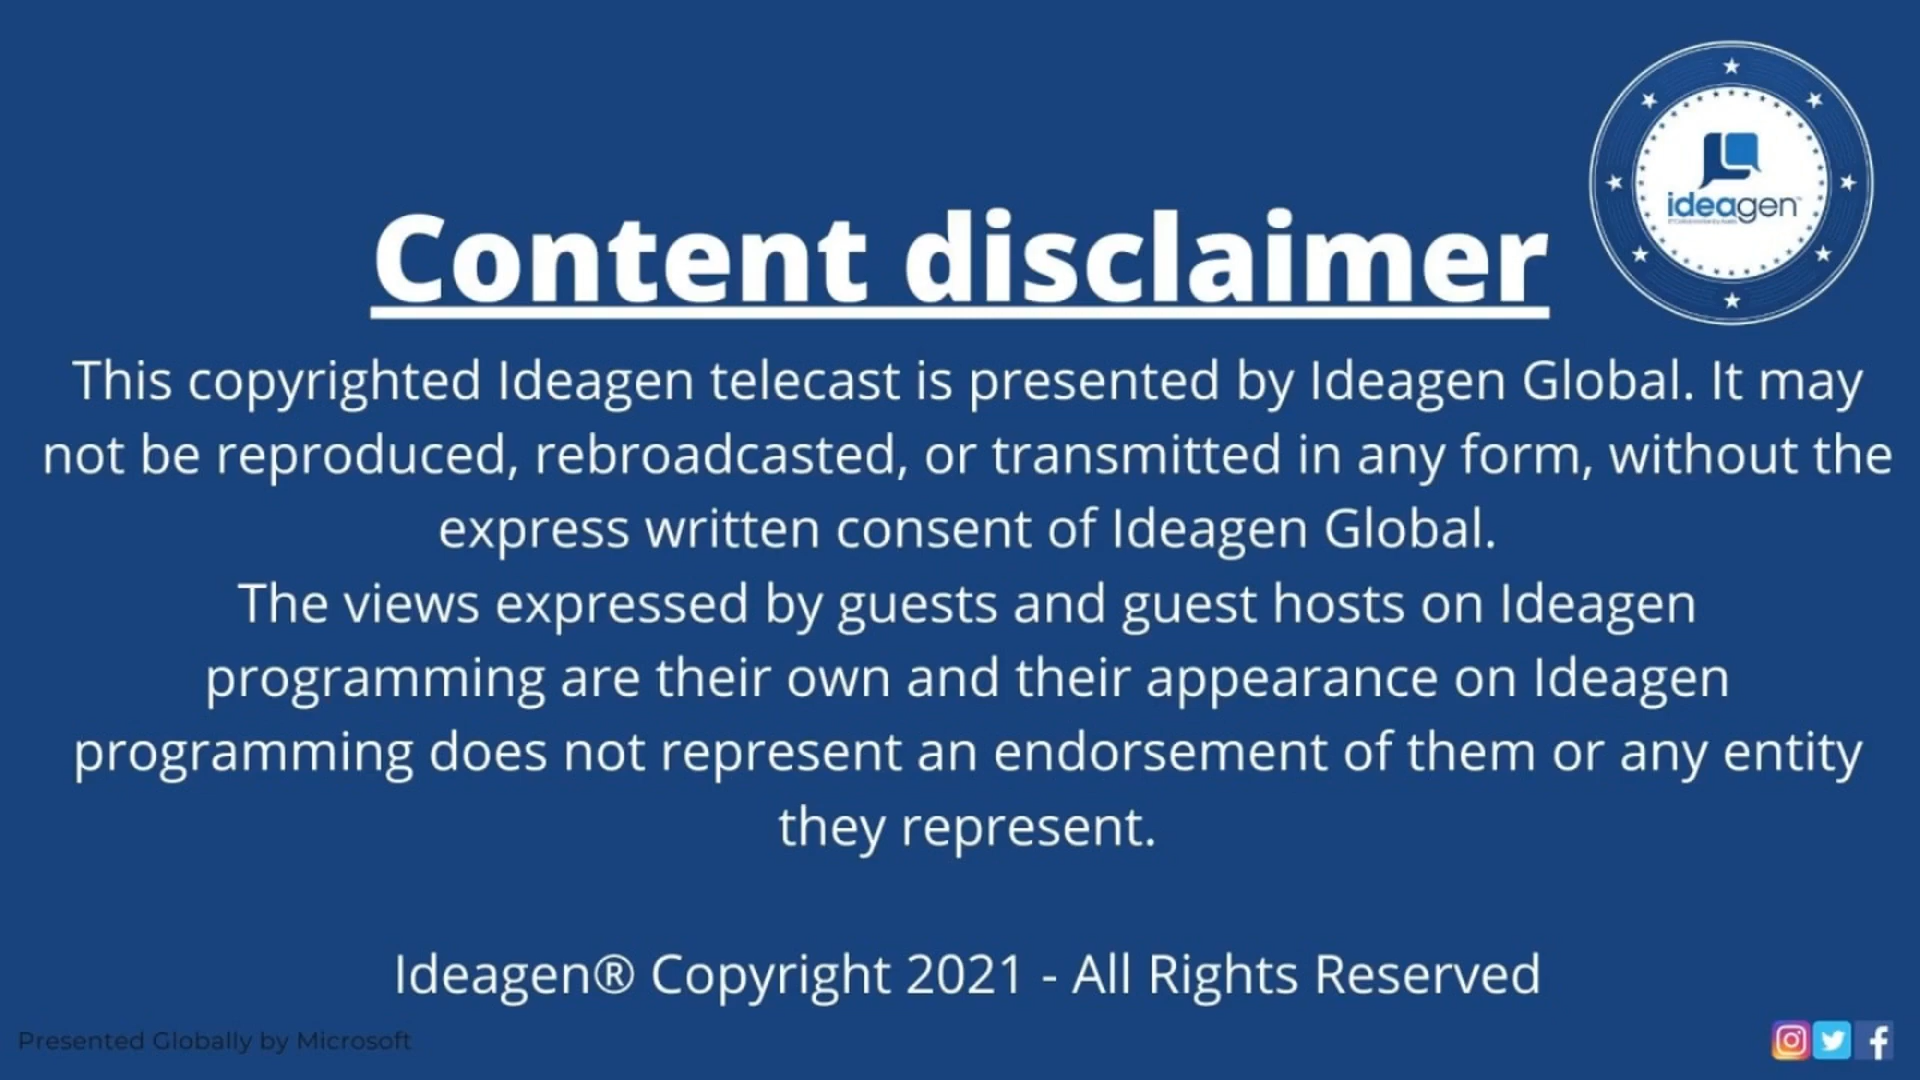 ideagen
Content disclaimer
This copyrighted Ideagen telecast is presented by Ideagen Global. It may
not be reproduced, rebroadcasted, or transmitted in any form, without the
express written consent of Ideagen Global.
The views expressed by guests and guest hosts on Ideagen
programming are their own and their appearance on Ideagen
programming does not represent an endorsement of them or any entity
they represent.
Ideagen® Copyright 2021 - All Rights Reserved
Presented Globally by Microsoft